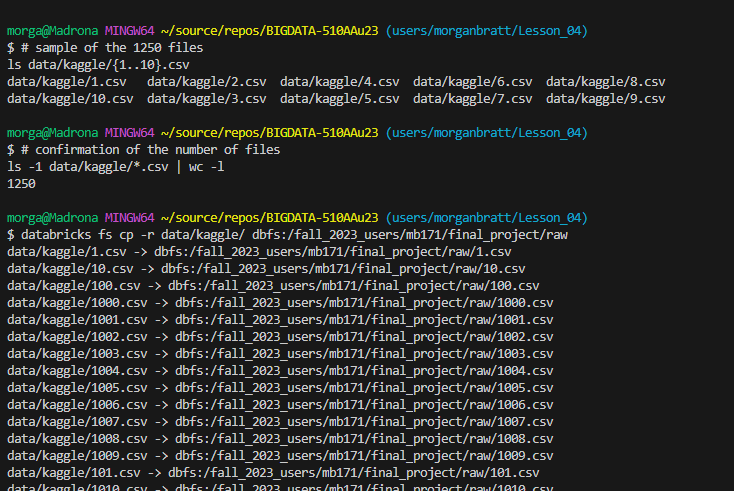 morga@Madrona MINGW64 ~/source/repos/BIGDATA-510AAu23 (users/morganbratt/Lesson_04)
$ # sample of the 1250 files
ls data/kaggle/{1..10}.csv
data/kaggle/1.csv   data/kaggle/2.csv  data/kaggle/4.csv  data/kaggle/6.csv  data/kaggle/8.csv
data/kaggle/10.csv  data/kaggle/3.csv  data/kaggle/5.csv  data/kaggle/7.csv  data/kaggle/9.csv
morga@Madrona MINGW64 ~/source/repos/BIGDATA-510AAu23 (users/morganbratt/Lesson_04)
$ # confirmation of the number of files
ls -1 data/kaggle/*.csv | wc -l
1250
morga@Madrona MINGW64 ~/source/repos/BIGDATA-510AAu23 (users/morganbratt/Lesson_04)
$ databricks fs cp -r data/kaggle/ dbfs:/fall_2023_users/mb171/final_project/raw
data/kaggle/1.csv -> dbfs:/fall_2023_users/mb171/final_project/raw/1.csv
data/kaggle/10.csv -> dbfs:/fall_2023_users/mb171/final_project/raw/10.csv
data/kaggle/100.csv -> dbfs:/fall_2023_users/mb171/final_project/raw/100.csv
data/kaggle/1000.csv -> dbfs:/fall_2023_users/mb171/final_project/raw/1000.csv
data/kaggle/1001.csv -> dbfs:/fall_2023_users/mb171/final_project/raw/1001.csv
data/kaggle/1002.csv -> dbfs:/fall_2023_users/mb171/final_project/raw/1002.csv
data/kaggle/1003.csv -> dbfs:/fall_2023_users/mb171/final_project/raw/1003.csv
data/kaggle/1004.csv -> dbfs:/fall_2023_users/mb171/final_project/raw/1004.csv
data/kaggle/1005.csv -> dbfs:/fall_2023_users/mb171/final_project/raw/1005.csv
data/kaggle/1006.csv -> dbfs:/fall_2023_users/mb171/final_project/raw/1006.csv
data/kaggle/1007.csv -> dbfs:/fall_2023_users/mb171/final_project/raw/1007.csv
data/kaggle/1008.csv -> dbfs:/fall_2023_users/mb171/final_project/raw/1008.csv
data/kaggle/1009.csv -> dbfs:/fall_2023_users/mb171/final_project/raw/1009.csv
data/kaggle/101.csv -> dbfs:/fall_2023_users/mb171/final_project/raw/101.csv
data/kaggle/1010.csv -> dbfs:/fall_2023_users/mb171/final_project/raw/1010.csv